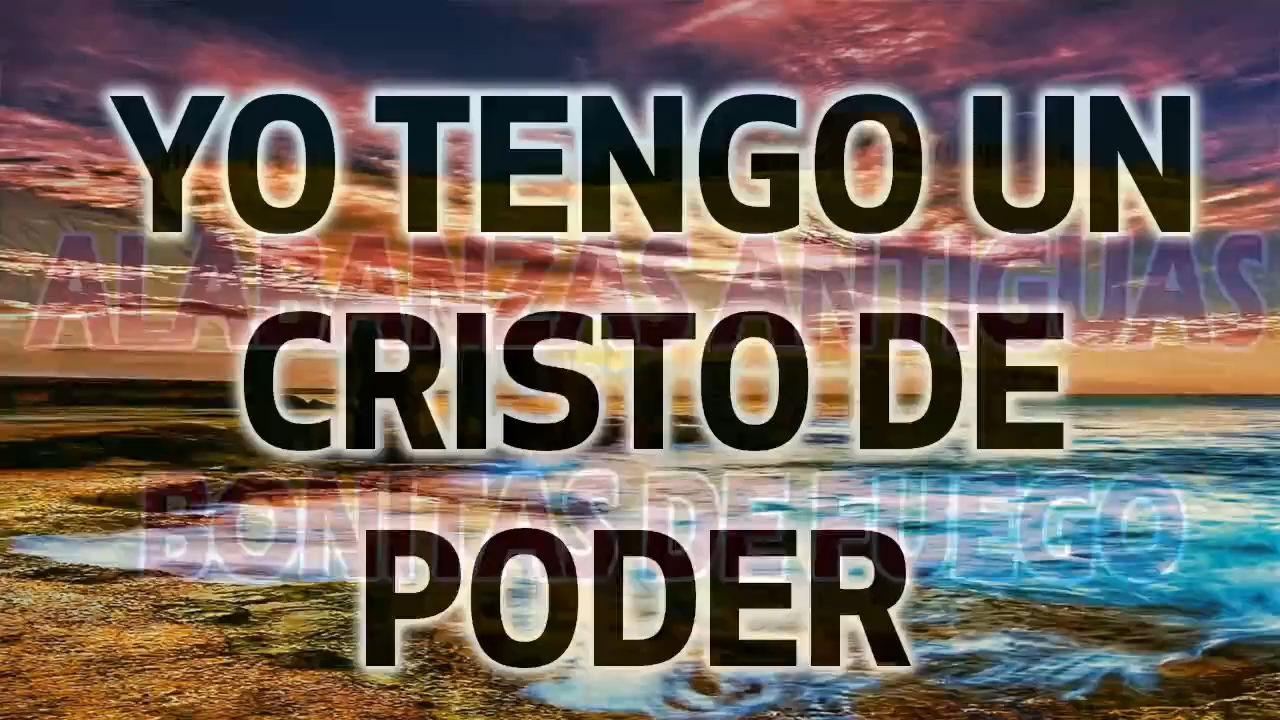 YO TENGO UN
ALABANZAS ANTIGUAS
CRISTO DE
BONITAS DE FUEGO
PODER